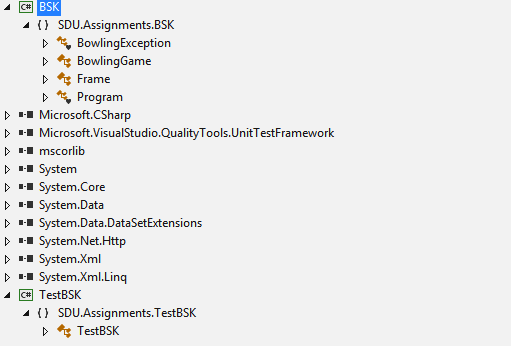 C# BSK
{ } SDU.Assignments.BSK
BowlingException
BowlingGame
Frame
Program
Microsoft.CSharp
Microsoft.VisualStudio.QualityTools.UnitTestFramework
mscorlib
System
System.Core
System.Data
System.Data.DataSetExtensions
System.Net.Http
System.Xml
System.Xml.Linq
C# TestBSK
{ } SDU.Assignments.TestBSK
TestBSK